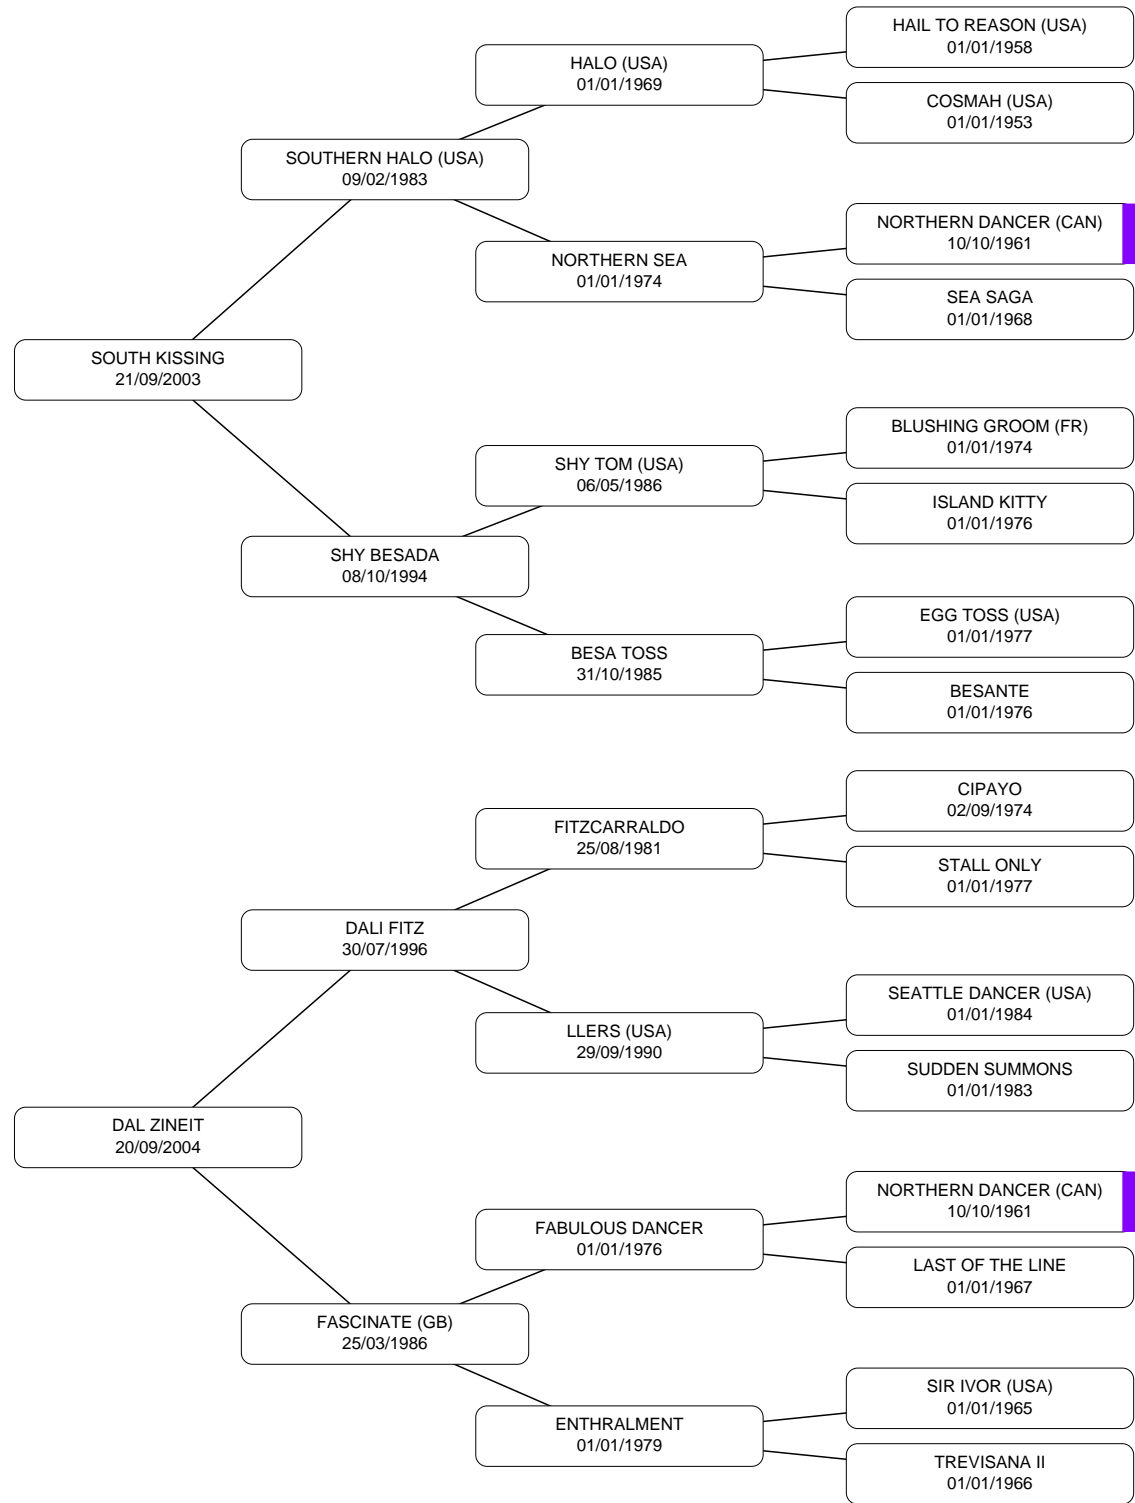 HAIL TO REASON (USA)
01/01/1958
HALO (USA)
01/01/1969
COSMAH (USA)
01/01/1953
SOUTHERN HALO (USA)
09/02/1983
NORTHERN DANCER (CAN)
10/10/1961
NORTHERN SEA
01/01/1974
SEA SAGA
01/01/1968
SOUTH KISSING
21/09/2003
BLUSHING GROOM (FR)
01/01/1974
SHY TOM (USA)
06/05/1986
ISLAND KITTY
01/01/1976
SHY BESADA
08/10/1994
EGG TOSS (USA)
01/01/1977
BESA TOSS
31/10/1985
BESANTE
01/01/1976
CIPAYO
02/09/1974
FITZCARRALDO
25/08/1981
STALL ONLY
01/01/1977
DALI FITZ
30/07/1996
SEATTLE DANCER (USA)
01/01/1984
LLERS (USA)
29/09/1990
SUDDEN SUMMONS
01/01/1983
DAL ZINEIT
20/09/2004
NORTHERN DANCER (CAN)
10/10/1961
FABULOUS DANCER
01/01/1976
LAST OF THE LINE
01/01/1967
FASCINATE (GB)
25/03/1986
SIR IVOR (USA)
01/01/1965
ENTHRALMENT
01/01/1979
TREVISANA II
01/01/1966